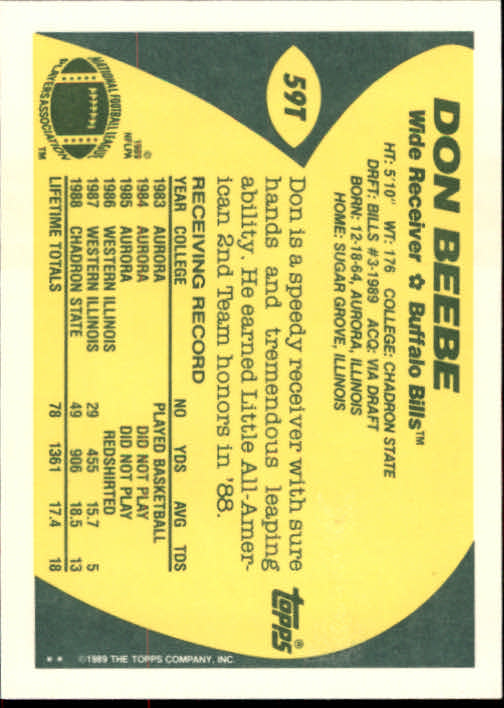 59T
DON BEEBE
Wide Receiver ✿ Buffalo Bills™
HT: 5'10" WT: 176 COLLEGE: CHADRON STATE
DRFT: BILLS #3-1989 ACQ: VIA DRAFT
BORN: 12-18-64, AURORA, ILLINOIS
HOME: SUGAR GROVE, ILLINOIS
Don is a speedy receiver with sure
hands and tremendous leaping
ability. He earned Little All-Amer-
ican 2nd Team honors in '88.
TOPPS®
RECEIVING RECORD
YEAR COLLEGE NO YDS AVG TDS
1983 AURORA PLAYED BASKETBALL
1984 AURORA DID NOT PLAY
1985 AURORA DID NOT PLAY
1986 WESTERN ILLINOIS REDSHIRTED
1987 WESTERN ILLINOIS 29 455 15.7 5
1988 CHADRON STATE 49 906 18.5 13
LIFETIME TOTALS 78 1361 17.4 18
NATIONAL FOOTBALL LEAGUE
PLAYERS ASSOCIATION
™
©
1989
NFLPA
** ©1989 THE TOPPS COMPANY, INC.